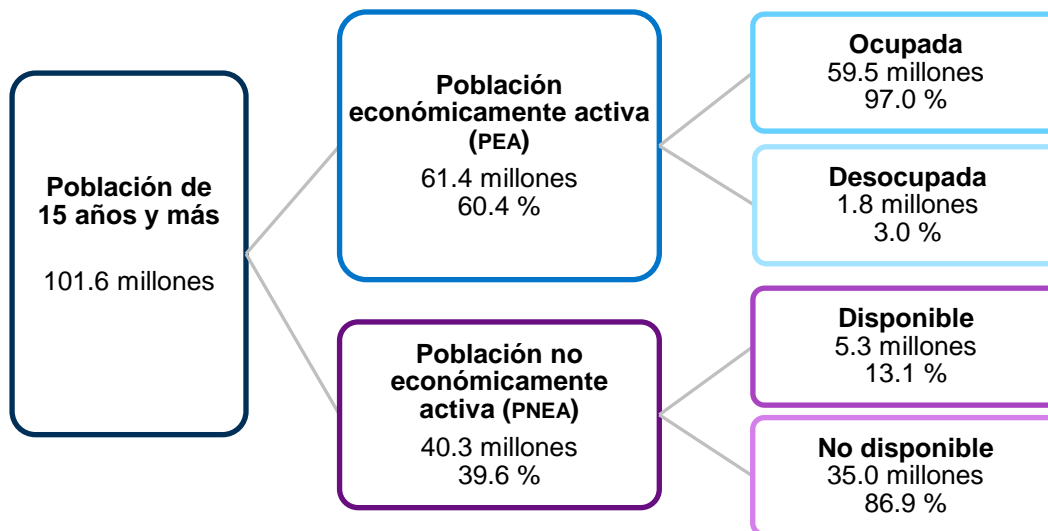 Población de
15 años y más
101.6 millones
Población
económicamente activa
(PEA)
61.4 millones
60.4 %
Población no
económicamente
activa (PNEA)
40.3 millones
39.6 %
Ocupada
59.5 millones
97.0 %
Desocupada
1.8 millones
3.0 %
Disponible
5.3 millones
13.1 %
No disponible
35.0 millones
86.9 %